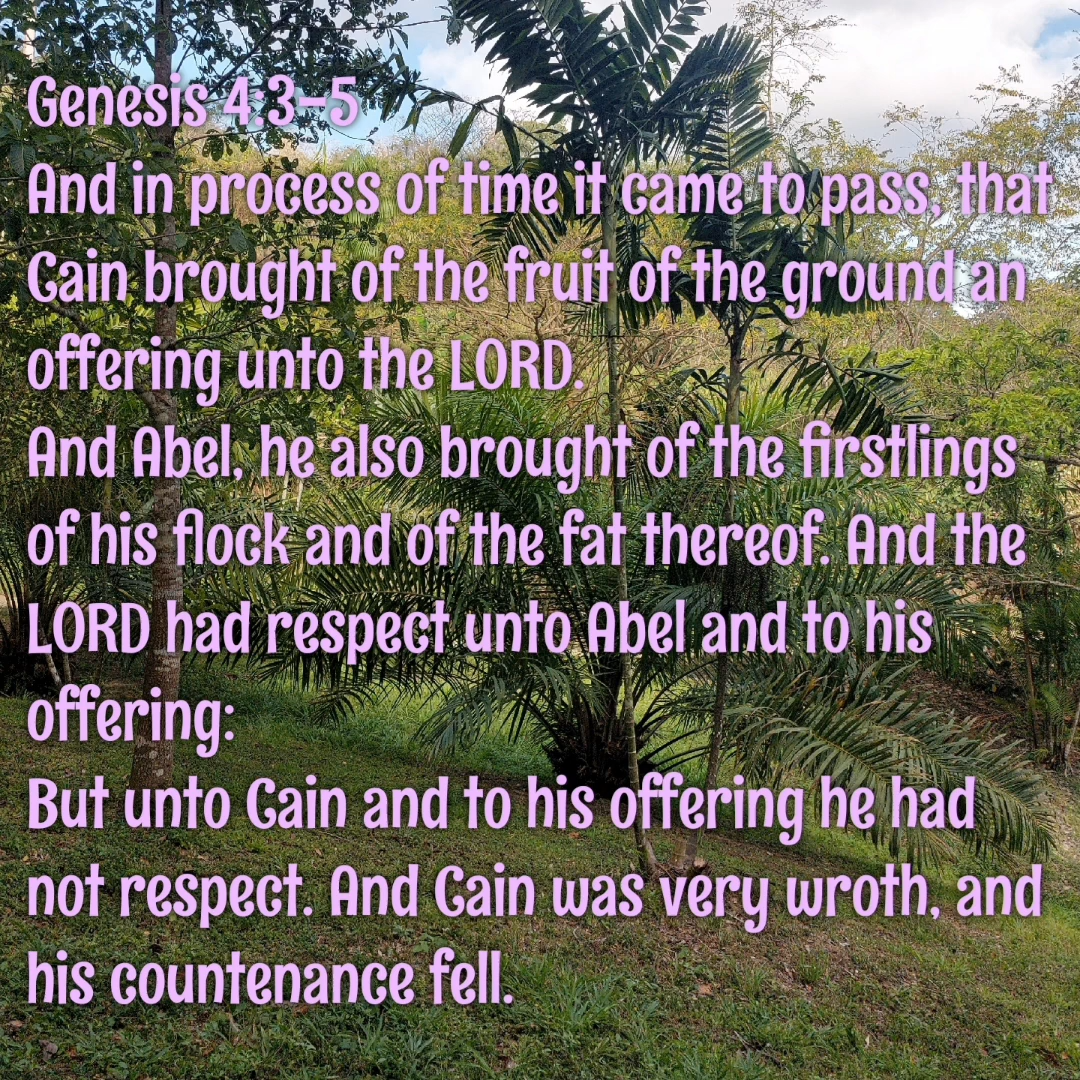 Genesis 4:3-5
And in process of time it came to pass, that
Cain brought of the fruit of the ground an
offering unto the LORD.
And Abel, he also brought of the firstlings
of his flock and of the fat thereof. And the
LORD had respect unto Abel and to his
offering:
But unto Cain and to his offering he had
not respect. And Cain was very wroth, and
his countenance fell.